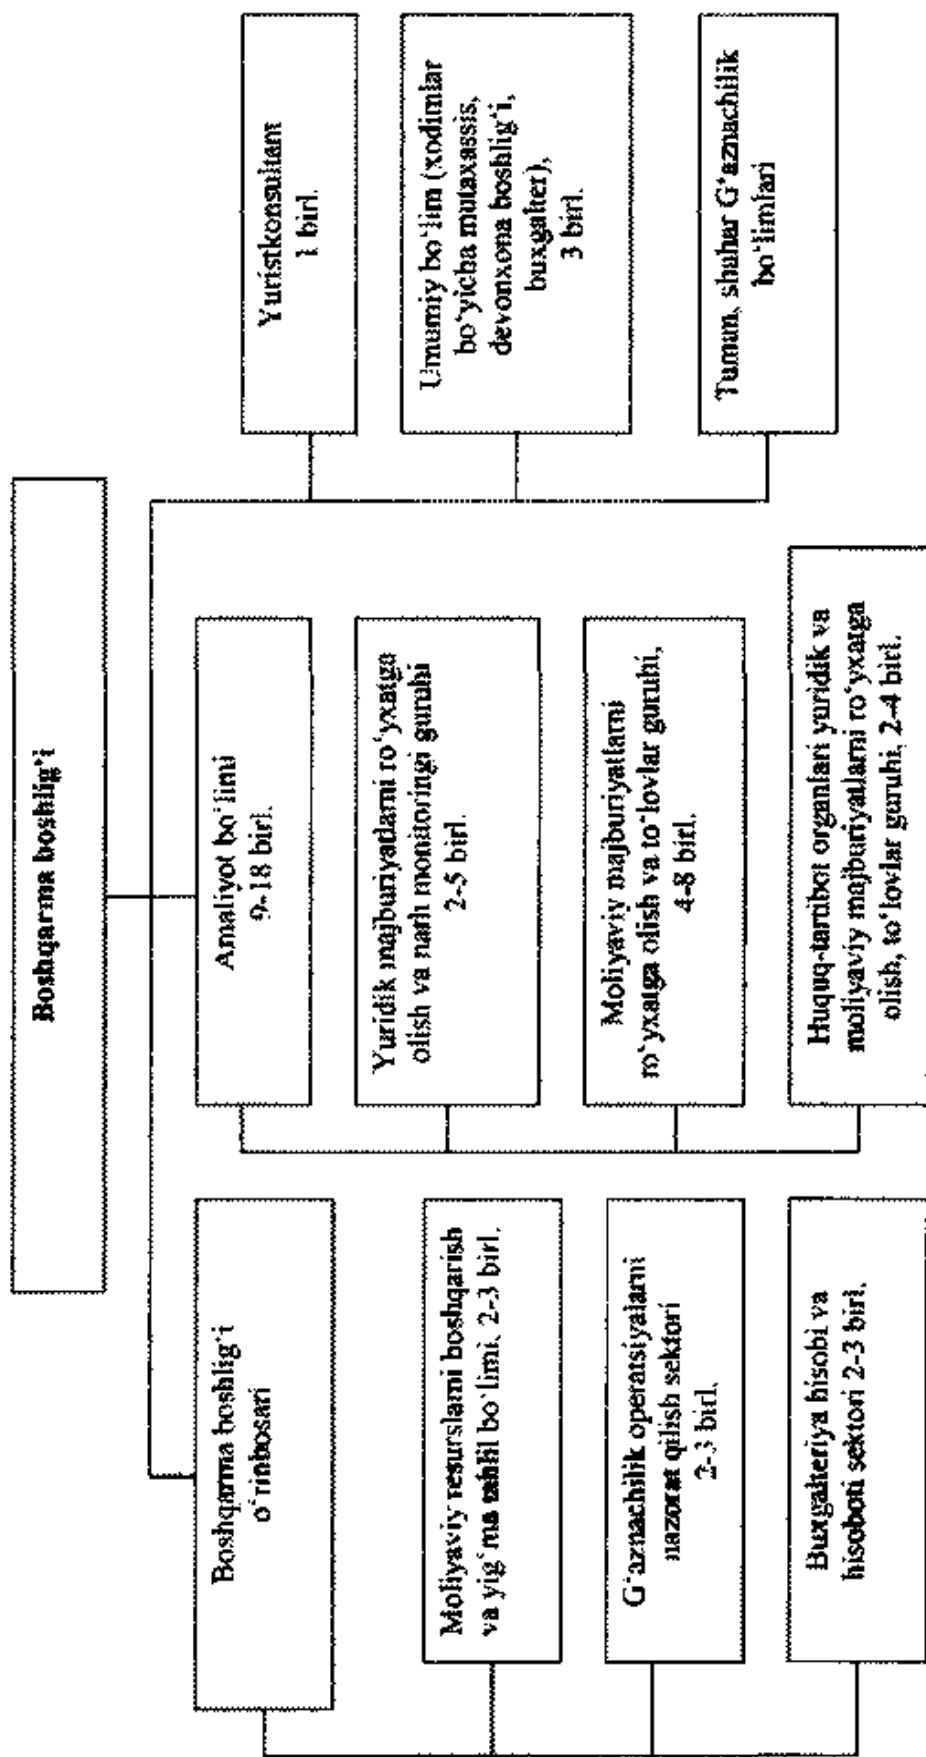 Boshqarma boshlig‘i
Boshqarma boshlig‘i
o‘rinbosari
Moliyaviy resurslarni boshqarish
va yig‘ma tahlil bo‘limi, 2-3 birl.
G‘aznachilik operatsiyalarni
nazorat qilish sektori
2-3 birl.
Buxgalteriya hisobi va
hisoboti sektori 2-3 birl.
Amaliyot bo‘limi
9-18 birl.
Yuridik majburiyatlarni ro‘yxatga
olish va narh monitoringi guruhi
2-5 birl.
Moliyaviy majburiyatlarni
ro‘yxatga olish va to‘lovlar guruhi,
4-8 birl.
Huquq-tartibot organlari yuridik va
moliyaviy majburiyatlarni ro‘yxatga
olish, to‘lovlar guruhi, 2-4 birl.
Yuristkonsultant
1 birl.
Umumiy bo‘lim (xodimlar
bo‘yicha mutaxassis,
devonxona boshlig‘i,
buxgalter),
3 birl.
Tuman, shahar G‘aznachilik
bo‘limlari